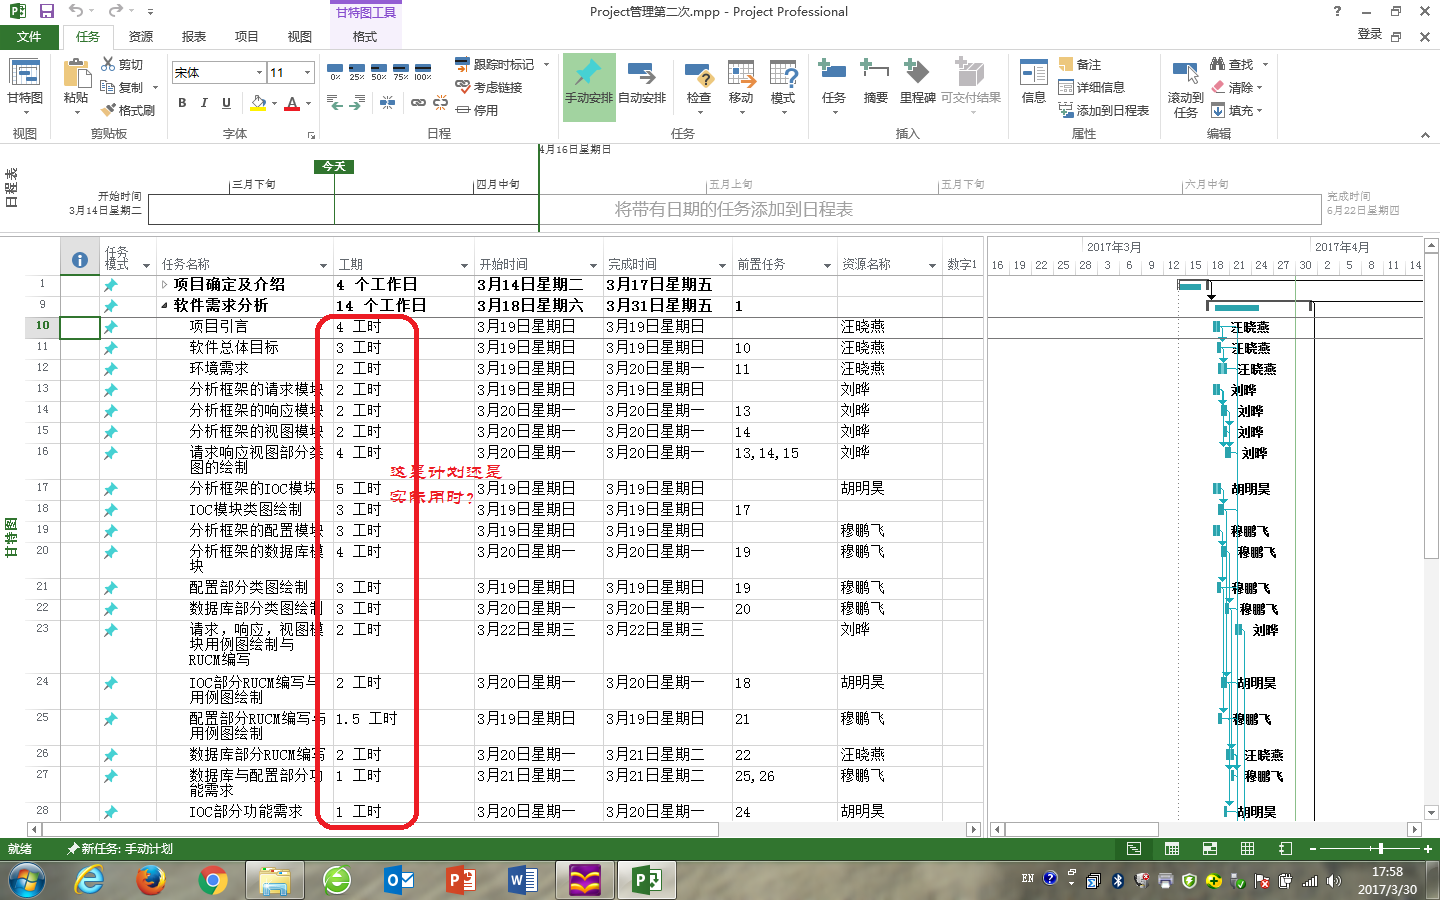 Project管理第二次.mpp - Project Professional
甘特图工具
文件 任务 资源 报表 项目 视图 格式
登录
甘特图
视图
粘贴
剪切
复制
格式刷
剪贴板
宋体 11
B I U A
字体
0% 25% 50% 75% 100%
跟踪时标记
考虑链接
停用
日程
手动安排 自动安排
检查 移动 模式
任务
任务 摘要 里程碑 可交付结果
插入
信息
备注
详细信息
添加到日程表
属性
滚动到
任务
查找
清除
填充
编辑
日程表
4月16日星期日
今天
三月下旬 四月中旬 五月上旬 五月下旬 六月中旬
开始时间
3月14日星期二
将带有日期的任务添加到日程表
完成时间
6月22日星期四
甘特图
任务
模式 任务名称 工期 开始时间 完成时间 前置任务 资源名称 数字1
2017年3月 2017年4月
16 19 22 25 28 3 6 9 12 15 18 21 24 27 30 2 5 8 11 14
1 项目确定及介绍 4 个工作日 3月14日星期二 3月17日星期五
9 软件需求分析 14 个工作日 3月18日星期六 3月31日星期五 1
10 项目引言 4 工时 3月19日星期日 3月19日星期日 汪晓燕 汪晓燕
11 软件总体目标 3 工时 3月19日星期日 3月19日星期日 10 汪晓燕 汪晓燕
12 环境需求 2 工时 3月19日星期日 3月20日星期一 11 汪晓燕 汪晓燕
13 分析框架的请求模块 2 工时 3月19日星期日 3月19日星期日 刘晔 刘晔
14 分析框架的响应模块 2 工时 3月20日星期一 3月20日星期一 13 刘晔 刘晔
15 分析框架的视图模块 2 工时 3月20日星期一 3月20日星期一 14 刘晔 刘晔
16 请求响应视图部分类 4 工时 3月20日星期一 3月20日星期一 13,14,15 刘晔 刘晔
图的绘制
这是计划还是
实际用时?
17 分析框架的IOC模块 5 工时 3月19日星期日 3月19日星期日 胡明昊 胡明昊
18 IOC模块类图绘制 3 工时 3月19日星期日 3月19日星期日 17
19 分析框架的配置模块 3 工时 3月19日星期日 3月19日星期日 穆鹏飞 穆鹏飞
20 分析框架的数据库模 4 工时 3月20日星期一 3月20日星期一 19 穆鹏飞 穆鹏飞
块
21 配置部分类图绘制 3 工时 3月19日星期日 3月19日星期日 19 穆鹏飞 穆鹏飞
22 数据库部分类图绘制 3 工时 3月20日星期一 3月20日星期一 20 穆鹏飞 穆鹏飞
23 请求，响应，视图模 2 工时 3月22日星期三 3月22日星期三 刘晔 刘晔
块用例图绘制与
RUCM编写
24 IOC部分RUCM编写与 2 工时 3月20日星期一 3月20日星期一 18 胡明昊 胡明昊
用例图绘制
25 配置部分RUCM编写与 1.5 工时 3月19日星期日 3月19日星期日 21 穆鹏飞 穆鹏飞
用例图绘制
26 数据库部分RUCM编写 2 工时 3月20日星期一 3月21日星期二 22 汪晓燕 汪晓燕
27 数据库与配置部分功 1 工时 3月21日星期二 3月21日星期二 25,26 穆鹏飞 穆鹏飞
能需求
28 IOC部分功能需求 1 工时 3月20日星期一 3月20日星期一 24 胡明昊 胡明昊
就绪 新任务: 手动计划
EN
17:58
2017/3/30